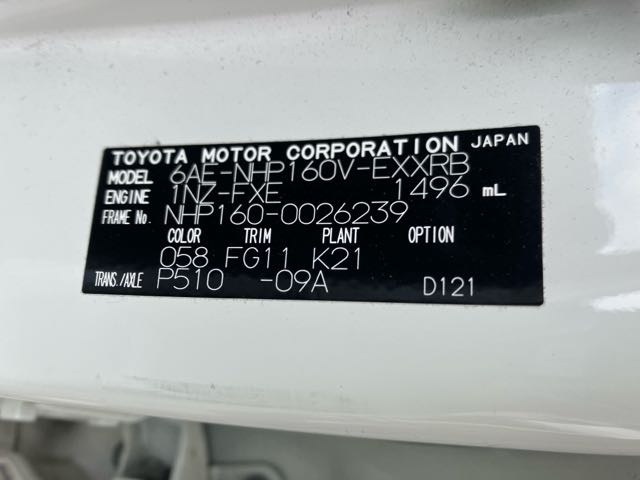 TOYOTA MOTOR CORPORATION JAPAN
MODEL 6AE-NHP160V-EXXRB
ENGINE 1NZ-FXE 1496 mL
FRAME No. NHP160-0026239
COLOR TRIM PLANT OPTION
058 FG11 K21
TRANS./AXLE P510 -09A D121